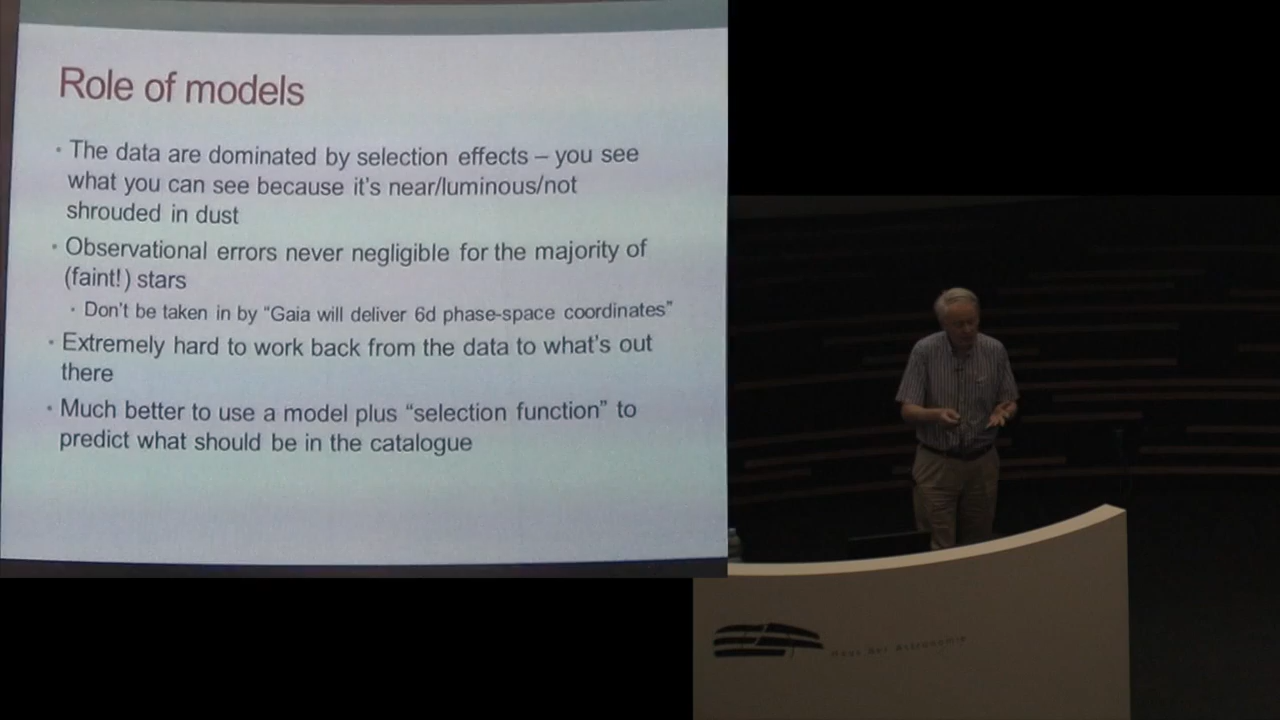 Role of models
• The data are dominated by selection effects – you see
what you can see because it's near/luminous/not
shrouded in dust
• Observational errors never negligible for the majority of
(faint!) stars
• Don't be taken in by “Gaia will deliver 6d phase-space coordinates”
• Extremely hard to work back from the data to what's out
there
• Much better to use a model plus “selection function” to
predict what should be in the catalogue
Haus der Astronomie